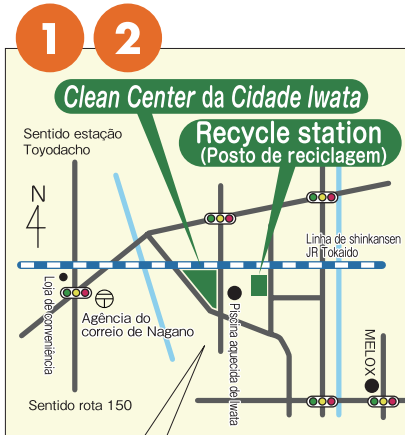 1 2
Clean Center da Cidade Iwata
Recycle station
(Posto de reciclagem)
Sentido estação
Toyodacho
N
Linha de shinkansen
JR Tokaido
Loja de conveniência
Agência do
correio de Nagano
Piscina aquecida de Iwata
MELOX
Sentido rota 150